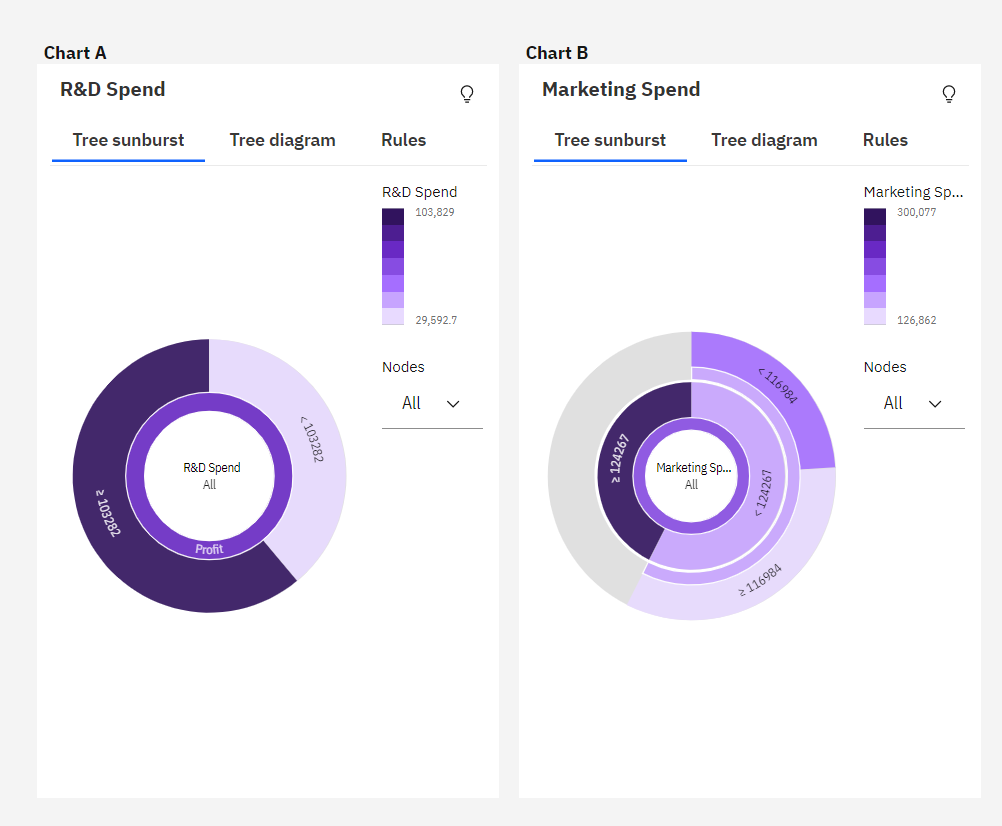 Chart A
R&D Spend
Tree sunburst
Tree diagram
Rules
R&D Spend
103,829
29,592.7
Nodes
All
< 103282
≥ 103282
R&D Spend
All
Profit
Chart B
Marketing Spend
Tree sunburst
Tree diagram
Rules
Marketing Sp...
300,077
126,862
Nodes
All
< 116984
≥ 124267
< 124267
≥ 116984
Marketing Sp...
All